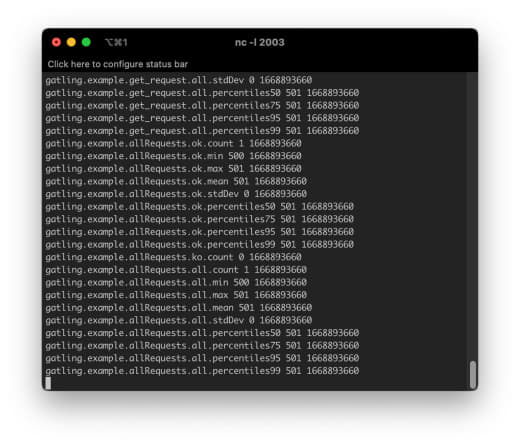 ⌥⌘1
nc -l 2003
Click here to configure status bar
gatling.example.get_request.all.stdDev 0 1668893660
gatling.example.get_request.all.percentiles50 501 1668893660
gatling.example.get_request.all.percentiles75 501 1668893660
gatling.example.get_request.all.percentiles95 501 1668893660
gatling.example.get_request.all.percentiles99 501 1668893660
gatling.example.allRequests.ok.count 1 1668893660
gatling.example.allRequests.ok.min 500 1668893660
gatling.example.allRequests.ok.max 501 1668893660
gatling.example.allRequests.ok.mean 501 1668893660
gatling.example.allRequests.ok.stdDev 0 1668893660
gatling.example.allRequests.ok.percentiles50 501 1668893660
gatling.example.allRequests.ok.percentiles75 501 1668893660
gatling.example.allRequests.ok.percentiles95 501 1668893660
gatling.example.allRequests.ok.percentiles99 501 1668893660
gatling.example.allRequests.ko.count 0 1668893660
gatling.example.allRequests.all.count 1 1668893660
gatling.example.allRequests.all.min 500 1668893660
gatling.example.allRequests.all.max 501 1668893660
gatling.example.allRequests.all.mean 501 1668893660
gatling.example.allRequests.all.stdDev 0 1668893660
gatling.example.allRequests.all.percentiles50 501 1668893660
gatling.example.allRequests.all.percentiles75 501 1668893660
gatling.example.allRequests.all.percentiles95 501 1668893660
gatling.example.allRequests.all.percentiles99 501 1668893660